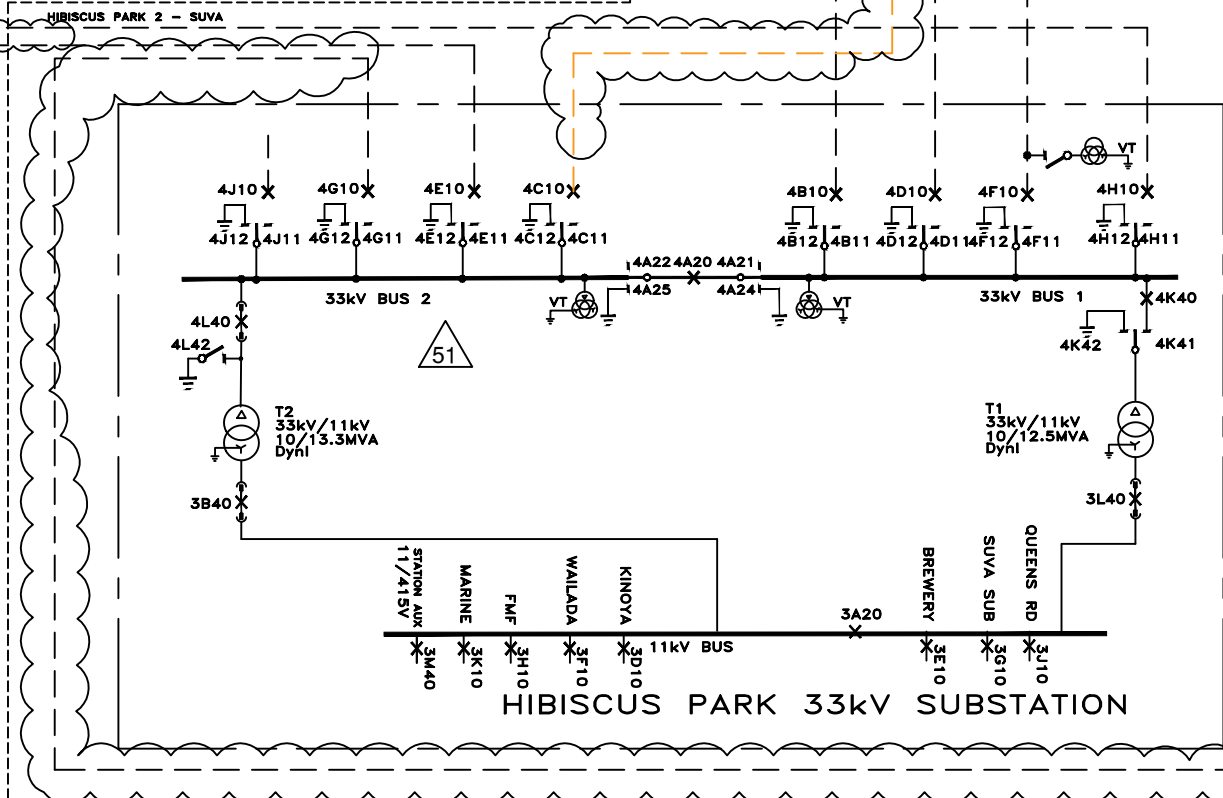 HIBISCUS PARK 2 - SUVA
VT
4J10
4G10
4E10
4C10
4B10
4D10
4F10
4H10
4J12
4J11
4G12
4G11
4E12
4E11
4C12
4C11
4B12
4B11
4D12
4D11
4F12
4F11
4H12
4H11
4A22
4A20
4A21
33kV BUS 2
VT
4A25
4A24
VT
33kV BUS 1
4K40
4L40
4L42
51
4K42
4K41
T2
33kV/11kV
10/13.3MVA
DynI
T1
33kV/11kV
10/12.5MVA
DynI
3B40
3L40
STATION AUX
11/415V
MARINE
FMF
WAILADA
KINOYA
BREWERY
SUVA SUB
QUEENS RD
3A20
11kV BUS
3M40
3K10
3H10
3F10
3D10
3E10
3G10
3J10
HIBISCUS PARK 33kV SUBSTATION